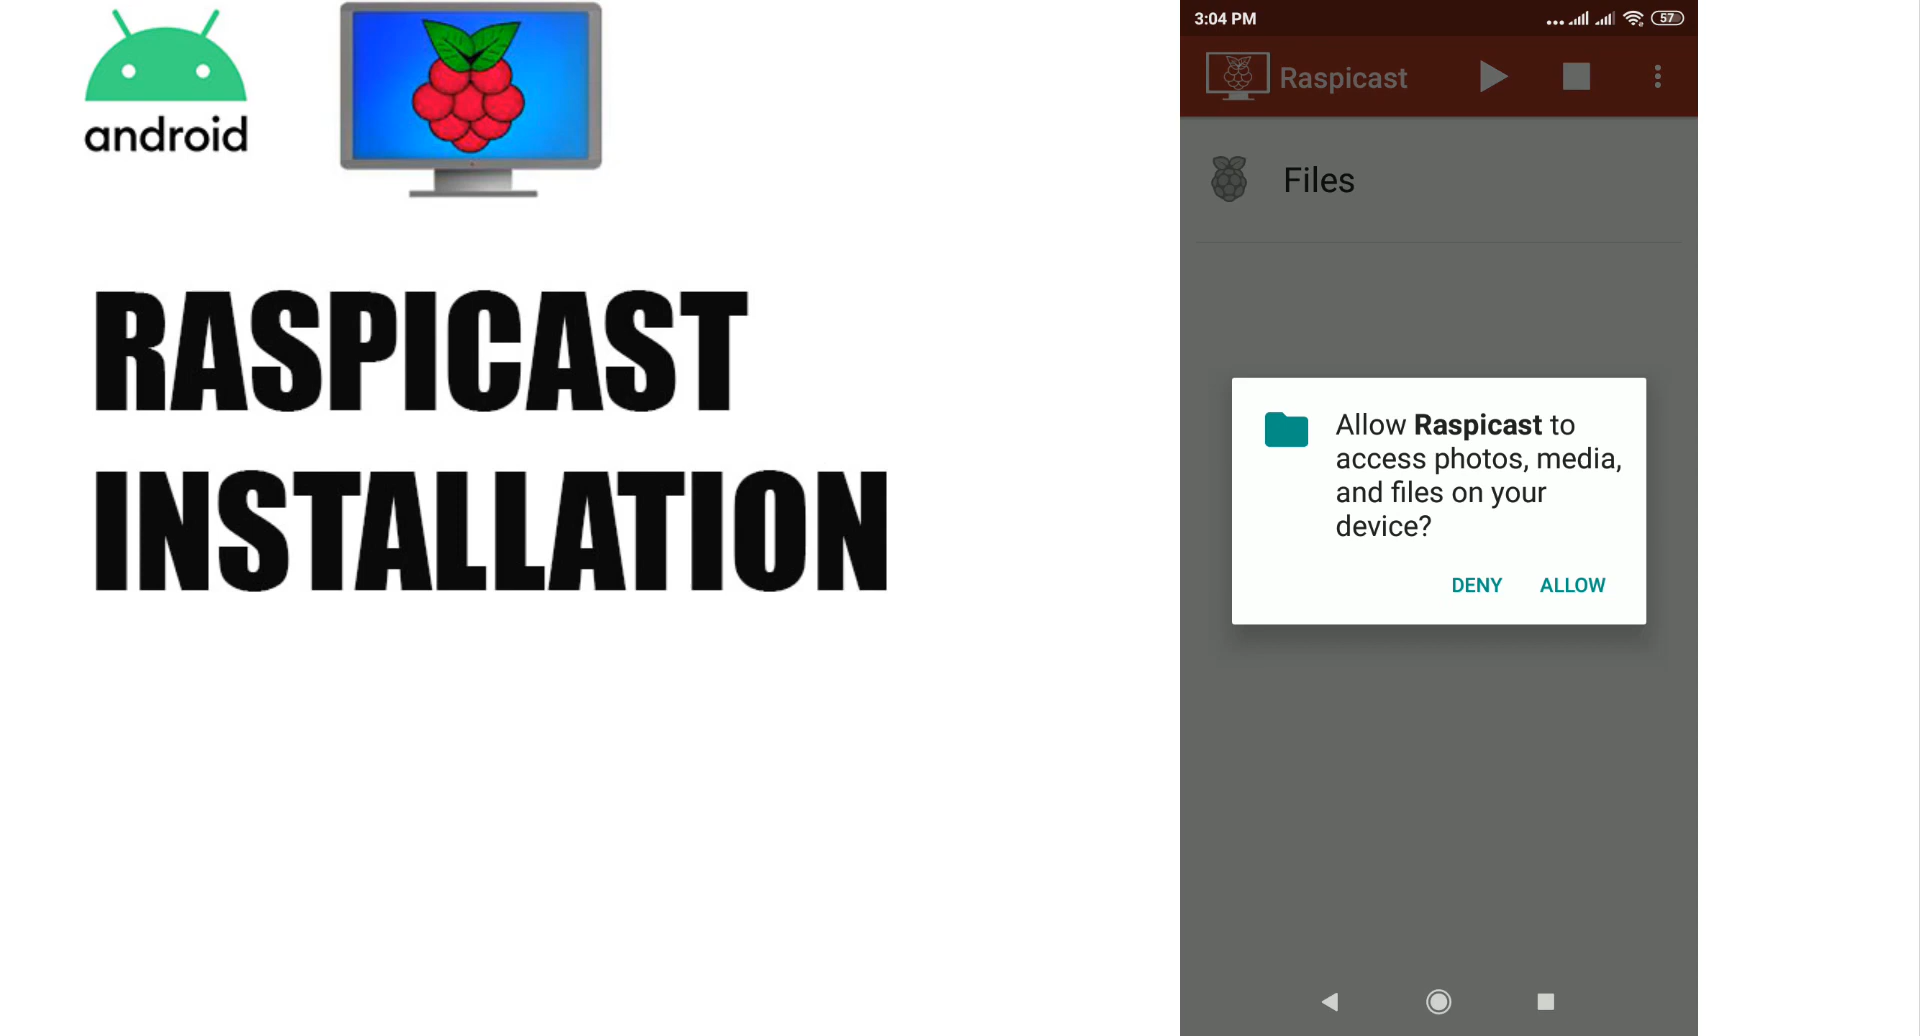 android
RASPICAST
INSTALLATION
3:04 PM
57
Raspicast
Files
Allow Raspicast to
access photos, media,
and files on your
device?
DENY ALLOW